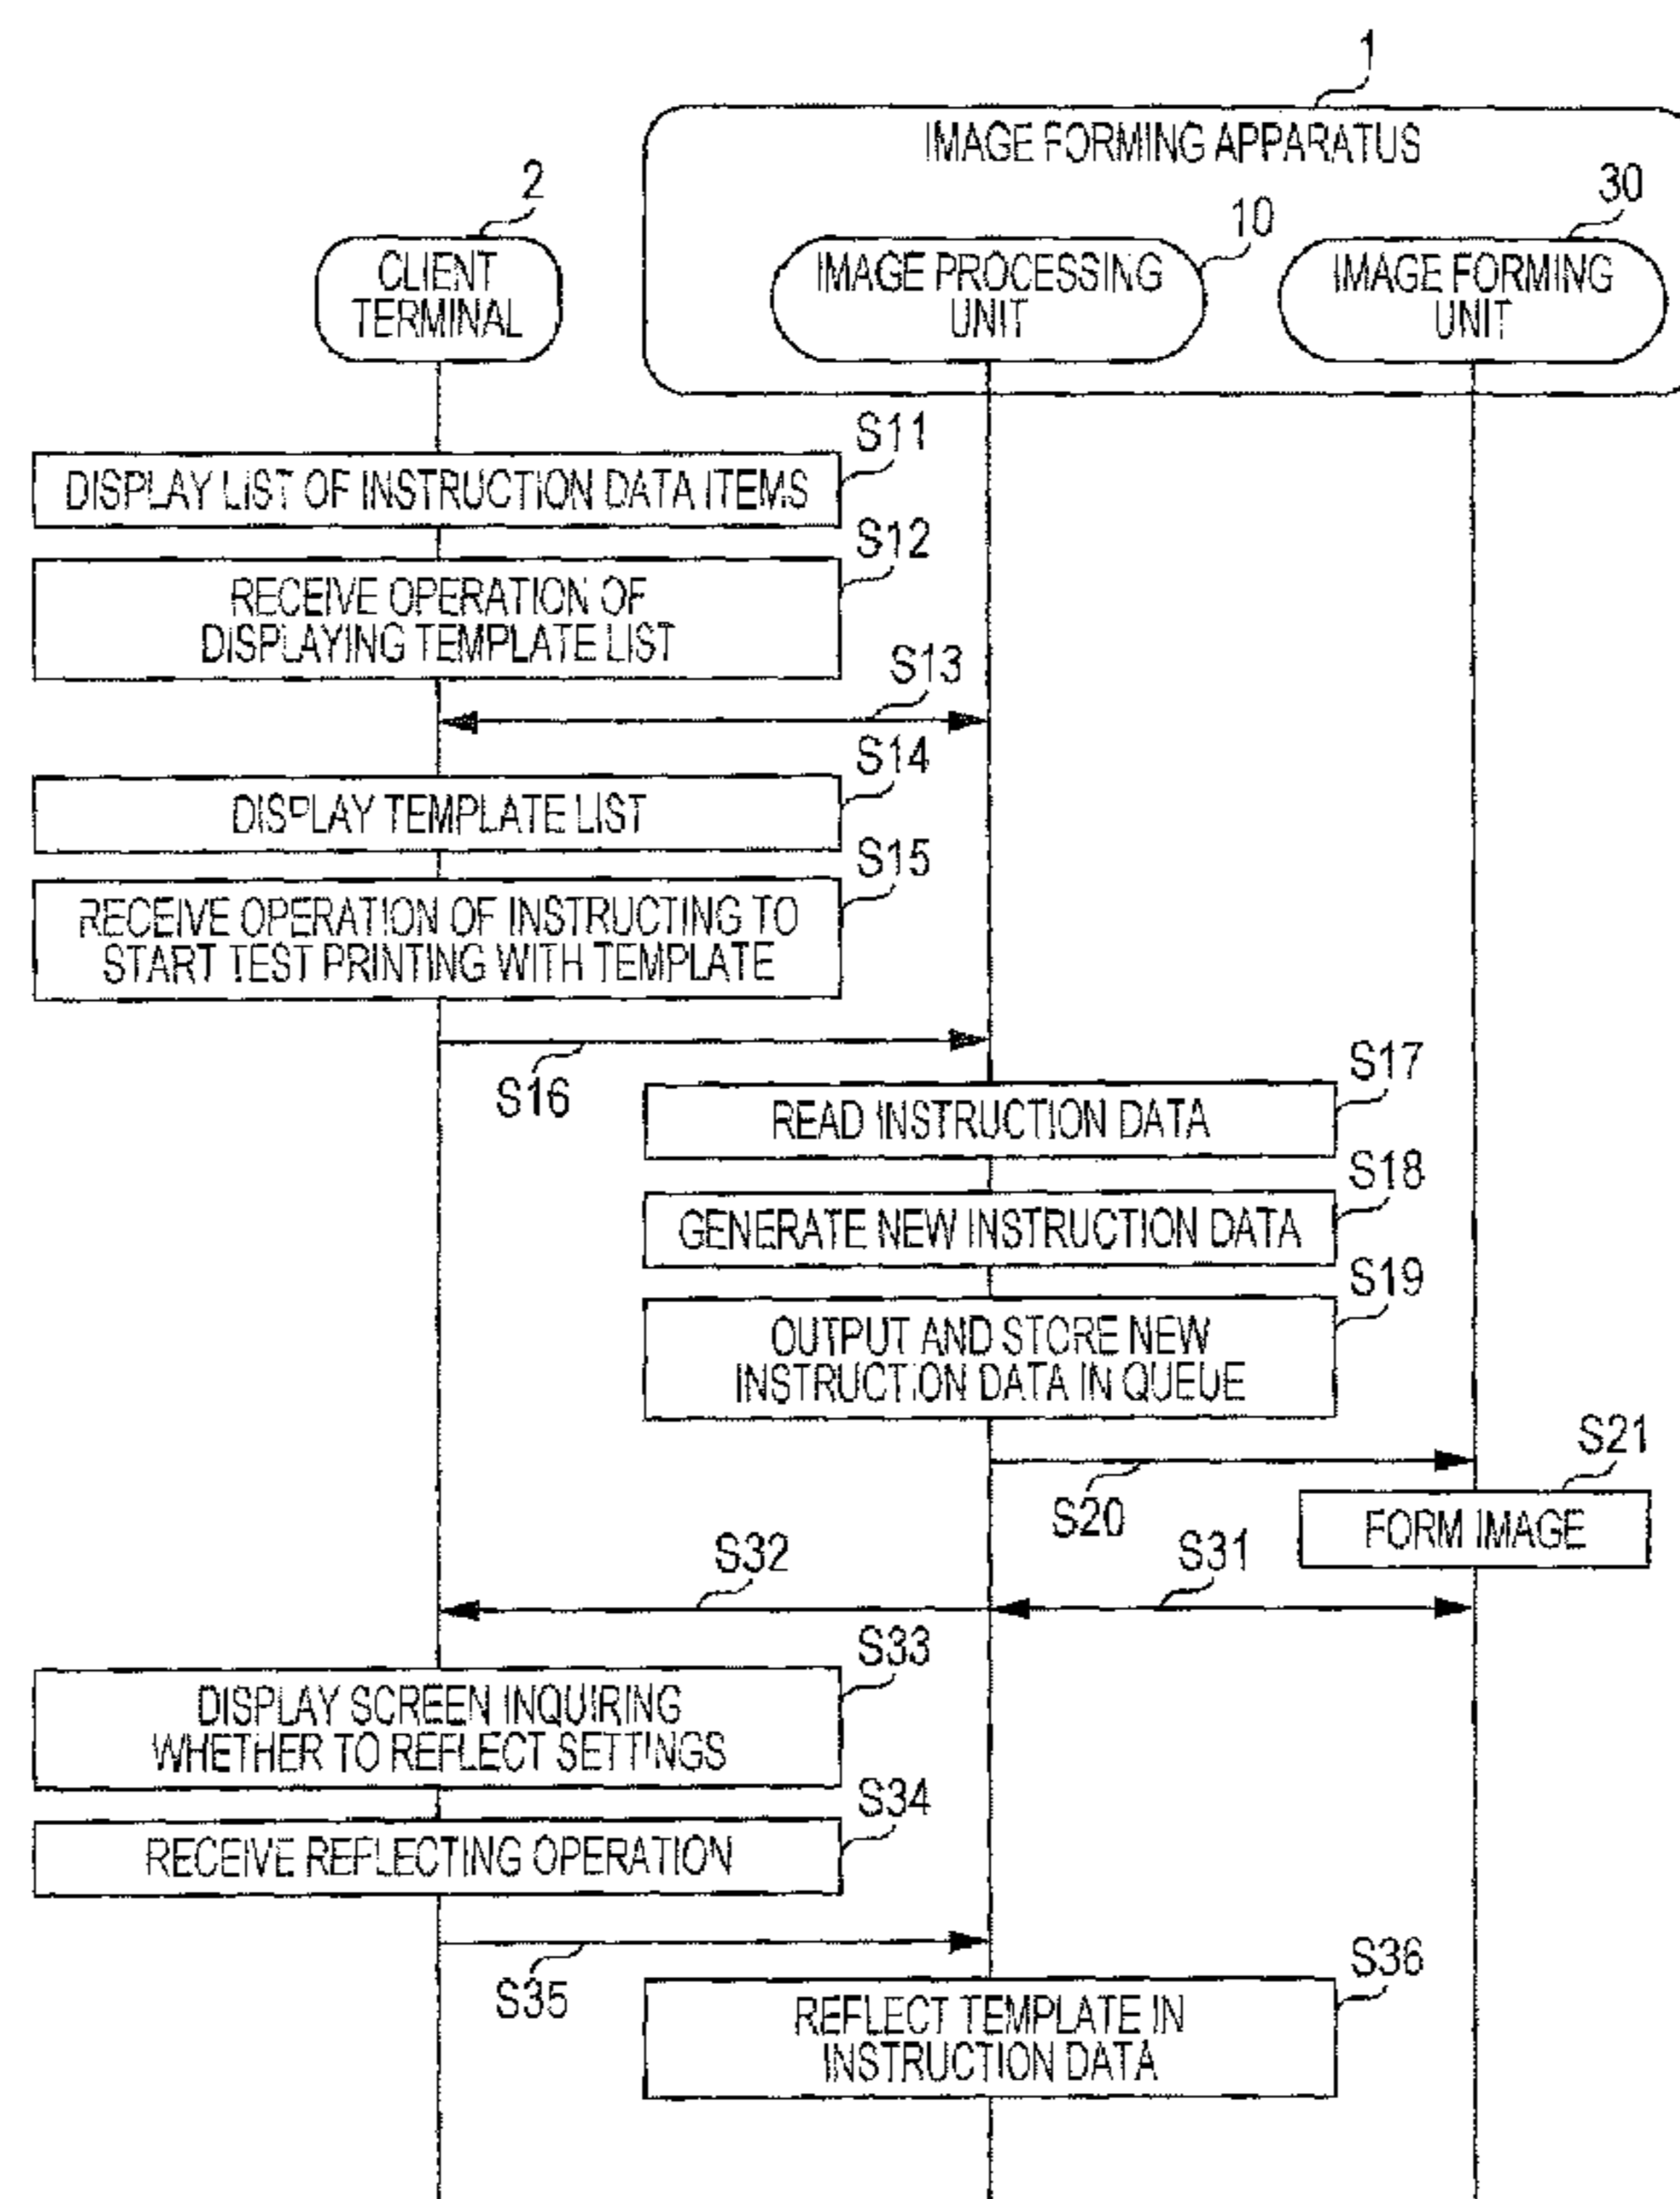 1
IMAGE FORMING APPARATUS
2
10
30
CLIENT
TERMINAL
IMAGE PROCESSING
UNIT
IMAGE FORMING
UNIT
S11
DISPLAY LIST OF INSTRUCTION DATA ITEMS
S12
RECEIVE OPERATION OF
DISPLAYING TEMPLATE LIST
S13
S14
DISPLAY TEMPLATE LIST
S15
RECEIVE OPERATION OF INSTRUCTING TO
START TEST PRINTING WITH TEMPLATE
S16
S17
READ INSTRUCTION DATA
S18
GENERATE NEW INSTRUCTION DATA
S19
OUTPUT AND STORE NEW
INSTRUCTION DATA IN QUEUE
S20
S21
FORM IMAGE
S32
S31
S33
DISPLAY SCREEN INQUIRING
WHETHER TO REFLECT SETTINGS
S34
RECEIVE REFLECTING OPERATION
S35
S36
REFLECT TEMPLATE IN
INSTRUCTION DATA